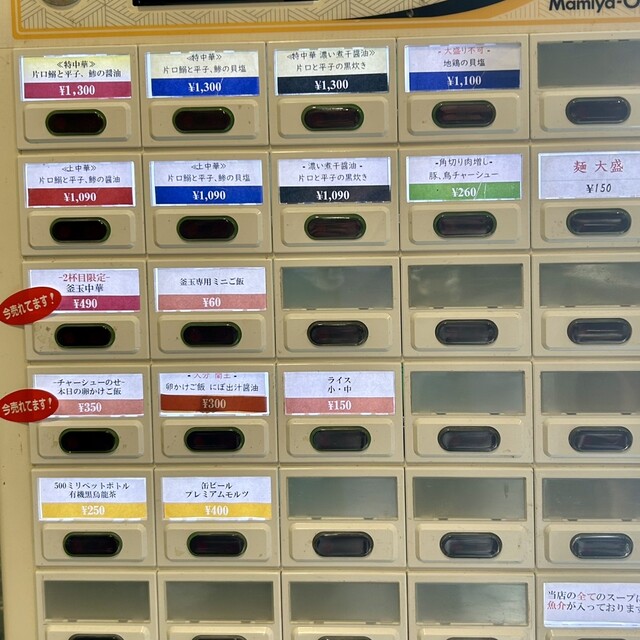 Mamiya-O
≪特中華≫
片口鰯と平子、鯵の醤油
¥1,300
≪特中華≫
片口鰯と平子、鯵の貝塩
¥1,300
≪特中華 濃い煮干醤油≫
片口と平子の黒炊き
¥1,300
-大盛り不可-
地鶏の貝塩
¥1,100
≪上中華≫
片口鰯と平子、鯵の醤油
¥1,090
≪上中華≫
片口鰯と平子、鯵の貝塩
¥1,090
-濃い煮干醤油-
片口と平子の黒炊き
¥1,090
-角切り肉増し-
豚、鳥チャーシュー
¥260
麺 大盛
¥150
今売れてます!
-2杯目限定-
釜玉中華
¥490
釜玉専用ミニご飯
¥60
今売れてます!
-チャーシューのせ-
本日の卵かけご飯
¥350
卵かけご飯 にぼ出汁醤油
¥300
ライス
小・中
¥150
500ミリペットボトル
有機黒烏龍茶
¥250
缶ビール
プレミアムモルツ
¥400
当店の全てのスープに
魚介が入っております